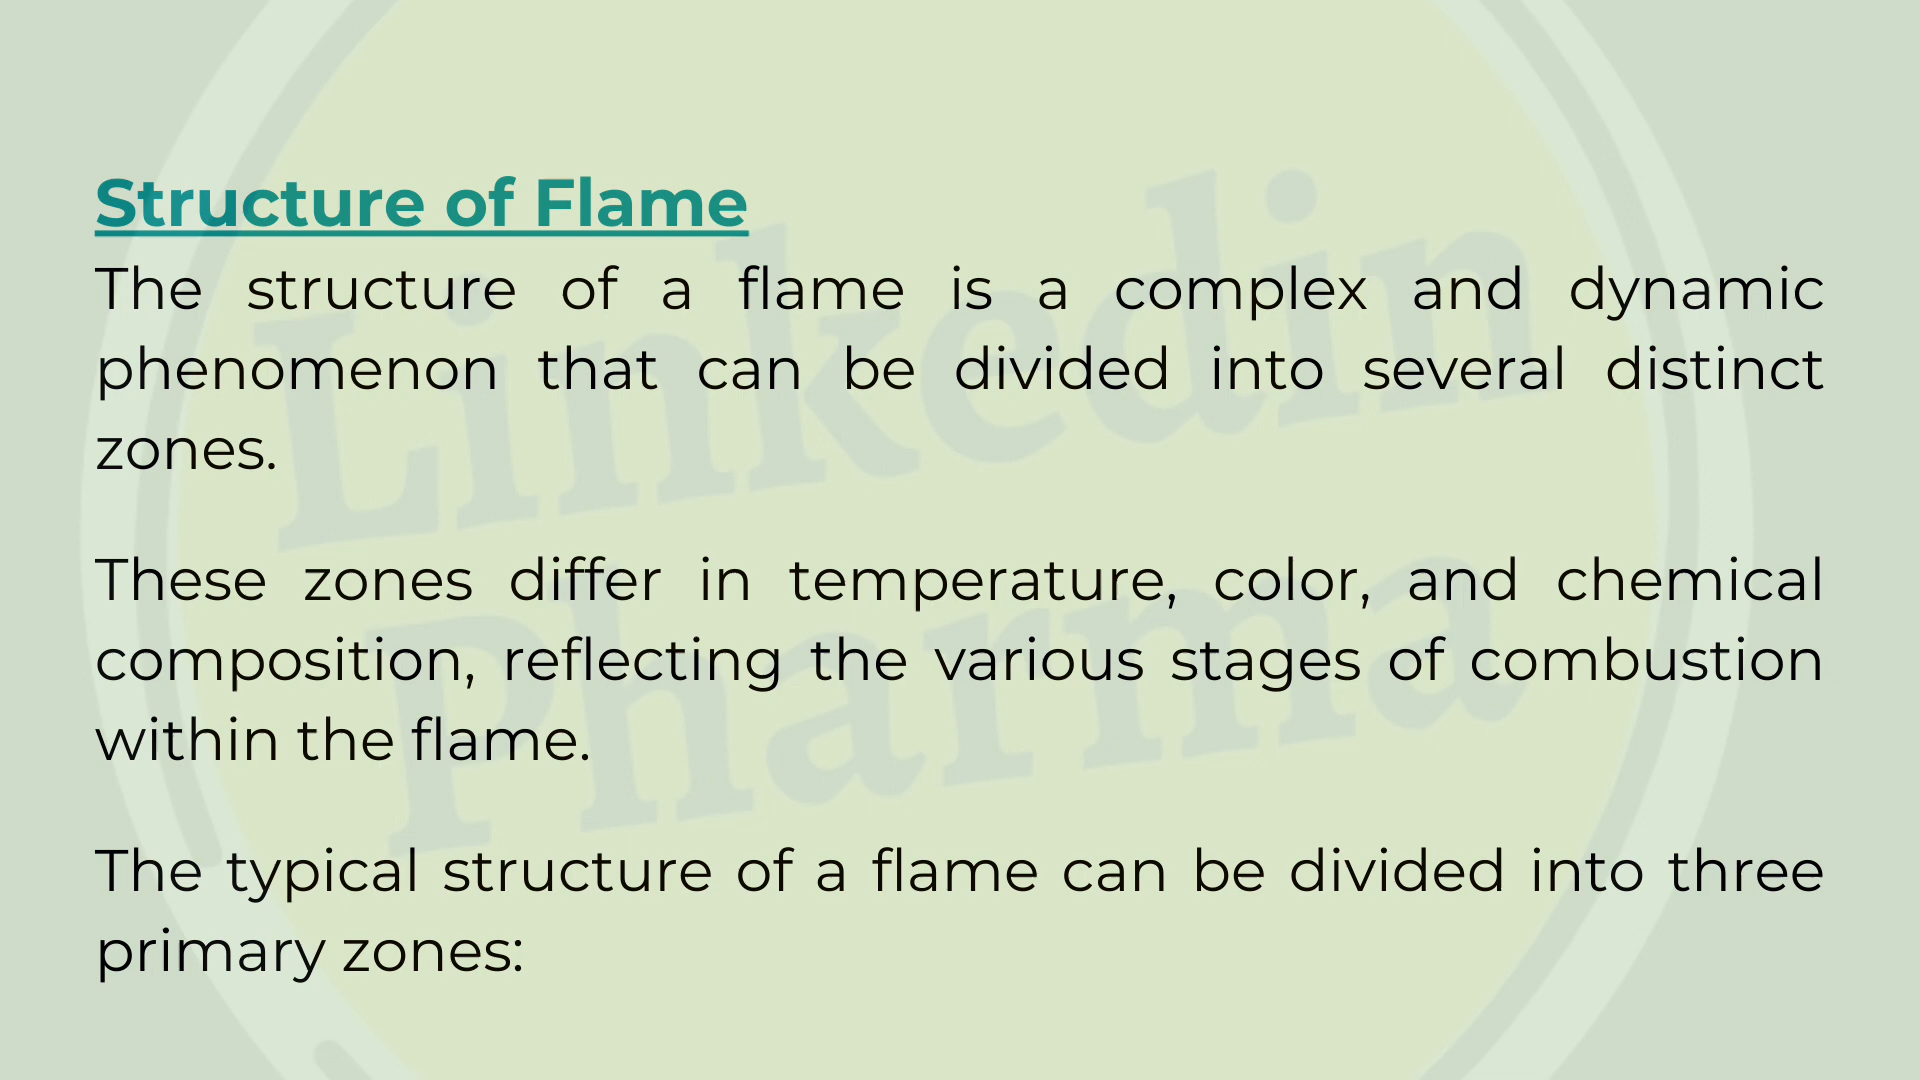 Structure of Flame
The structure of a flame is a complex and dynamic
phenomenon that can be divided into several distinct
zones.
These zones differ in temperature, color, and chemical
composition, reflecting the various stages of combustion
within the flame.
The typical structure of a flame can be divided into three
primary zones:
Linkedin
Pharma